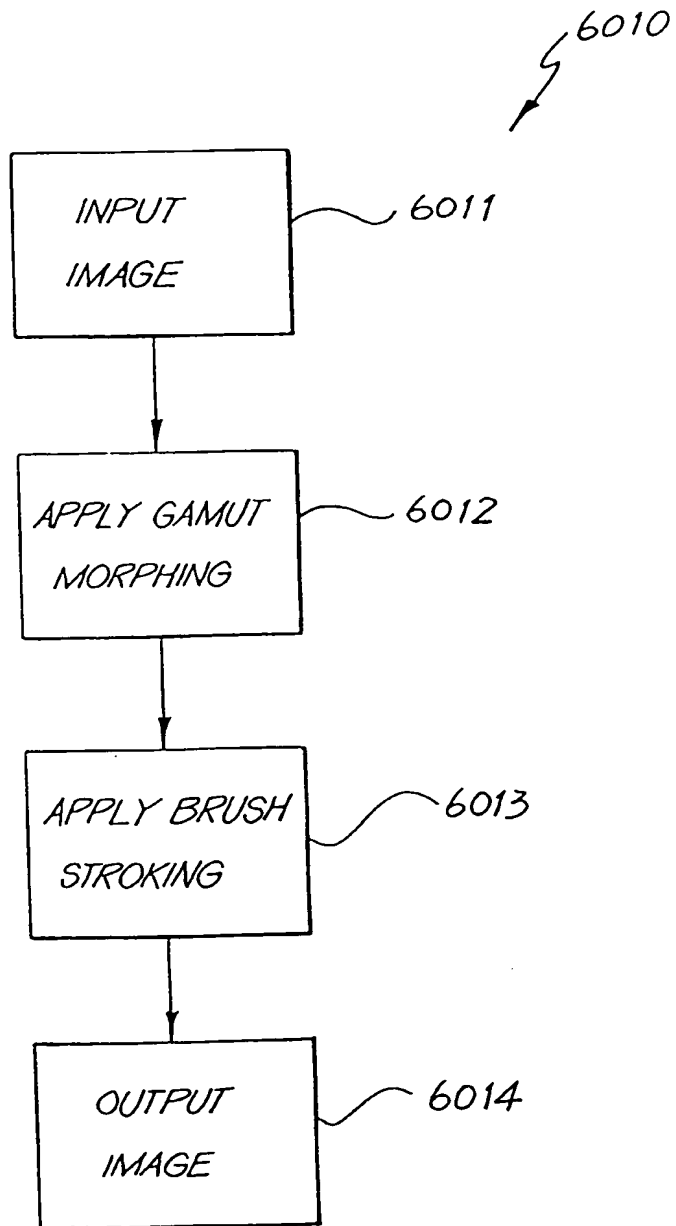 6010
INPUT
IMAGE
6011
APPLY GAMUT
MORPHING
6012
APPLY BRUSH
STROKING
6013
OUTPUT
IMAGE
6014